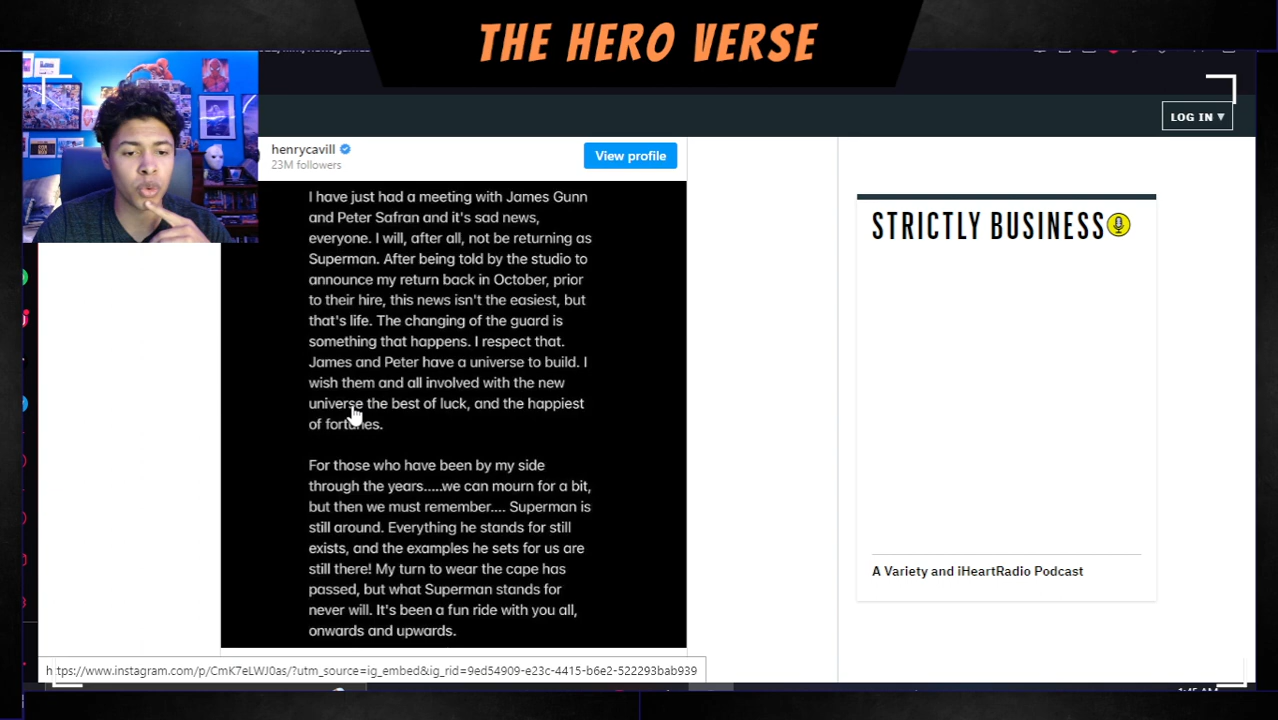 THE HERO VERSE
LOG IN
henrycavill
23M followers
View profile
I have just had a meeting with James Gunn
and Peter Safran and it's sad news,
everyone. I will, after all, not be returning as
Superman. After being told by the studio to
announce my return back in October, prior
to their hire, this news isn't the easiest, but
that's life. The changing of the guard is
something that happens. I respect that.
James and Peter have a universe to build. I
wish them and all involved with the new
universe the best of luck, and the happiest
of fortunes.
For those who have been by my side
through the years.....we can mourn for a bit,
but then we must remember.... Superman is
still around. Everything he stands for still
exists, and the examples he sets for us are
still there! My turn to wear the cape has
passed, but what Superman stands for
never will. It's been a fun ride with you all,
onwards and upwards.
STRICTLY BUSINESS
A Variety and iHeartRadio Podcast
https://www.instagram.com/p/CmK7eLWJ0as/?utm_source=ig_embed&ig_rid=9ed54909-e23c-4415-b6e2-522293bab939